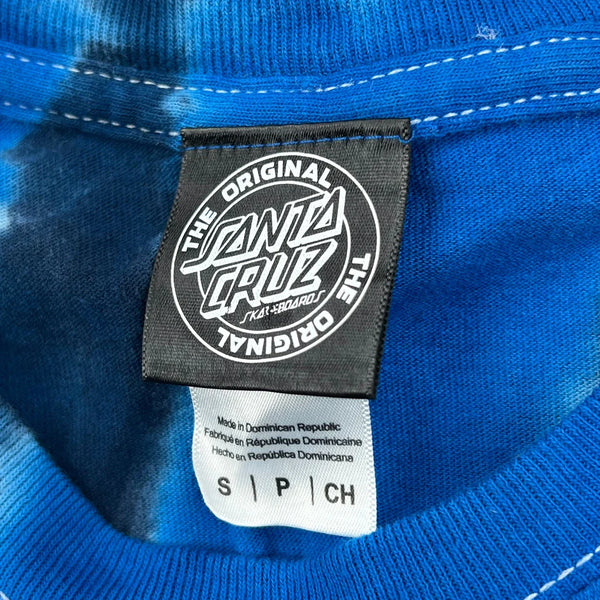 THE ORIGINAL
SANTA
CRUZ
SKATEBOARDS
THE ORIGINAL
Made in Dominican Republic
Fabriqué en République Dominicaine
Hecho en República Dominicana
S | P | CH